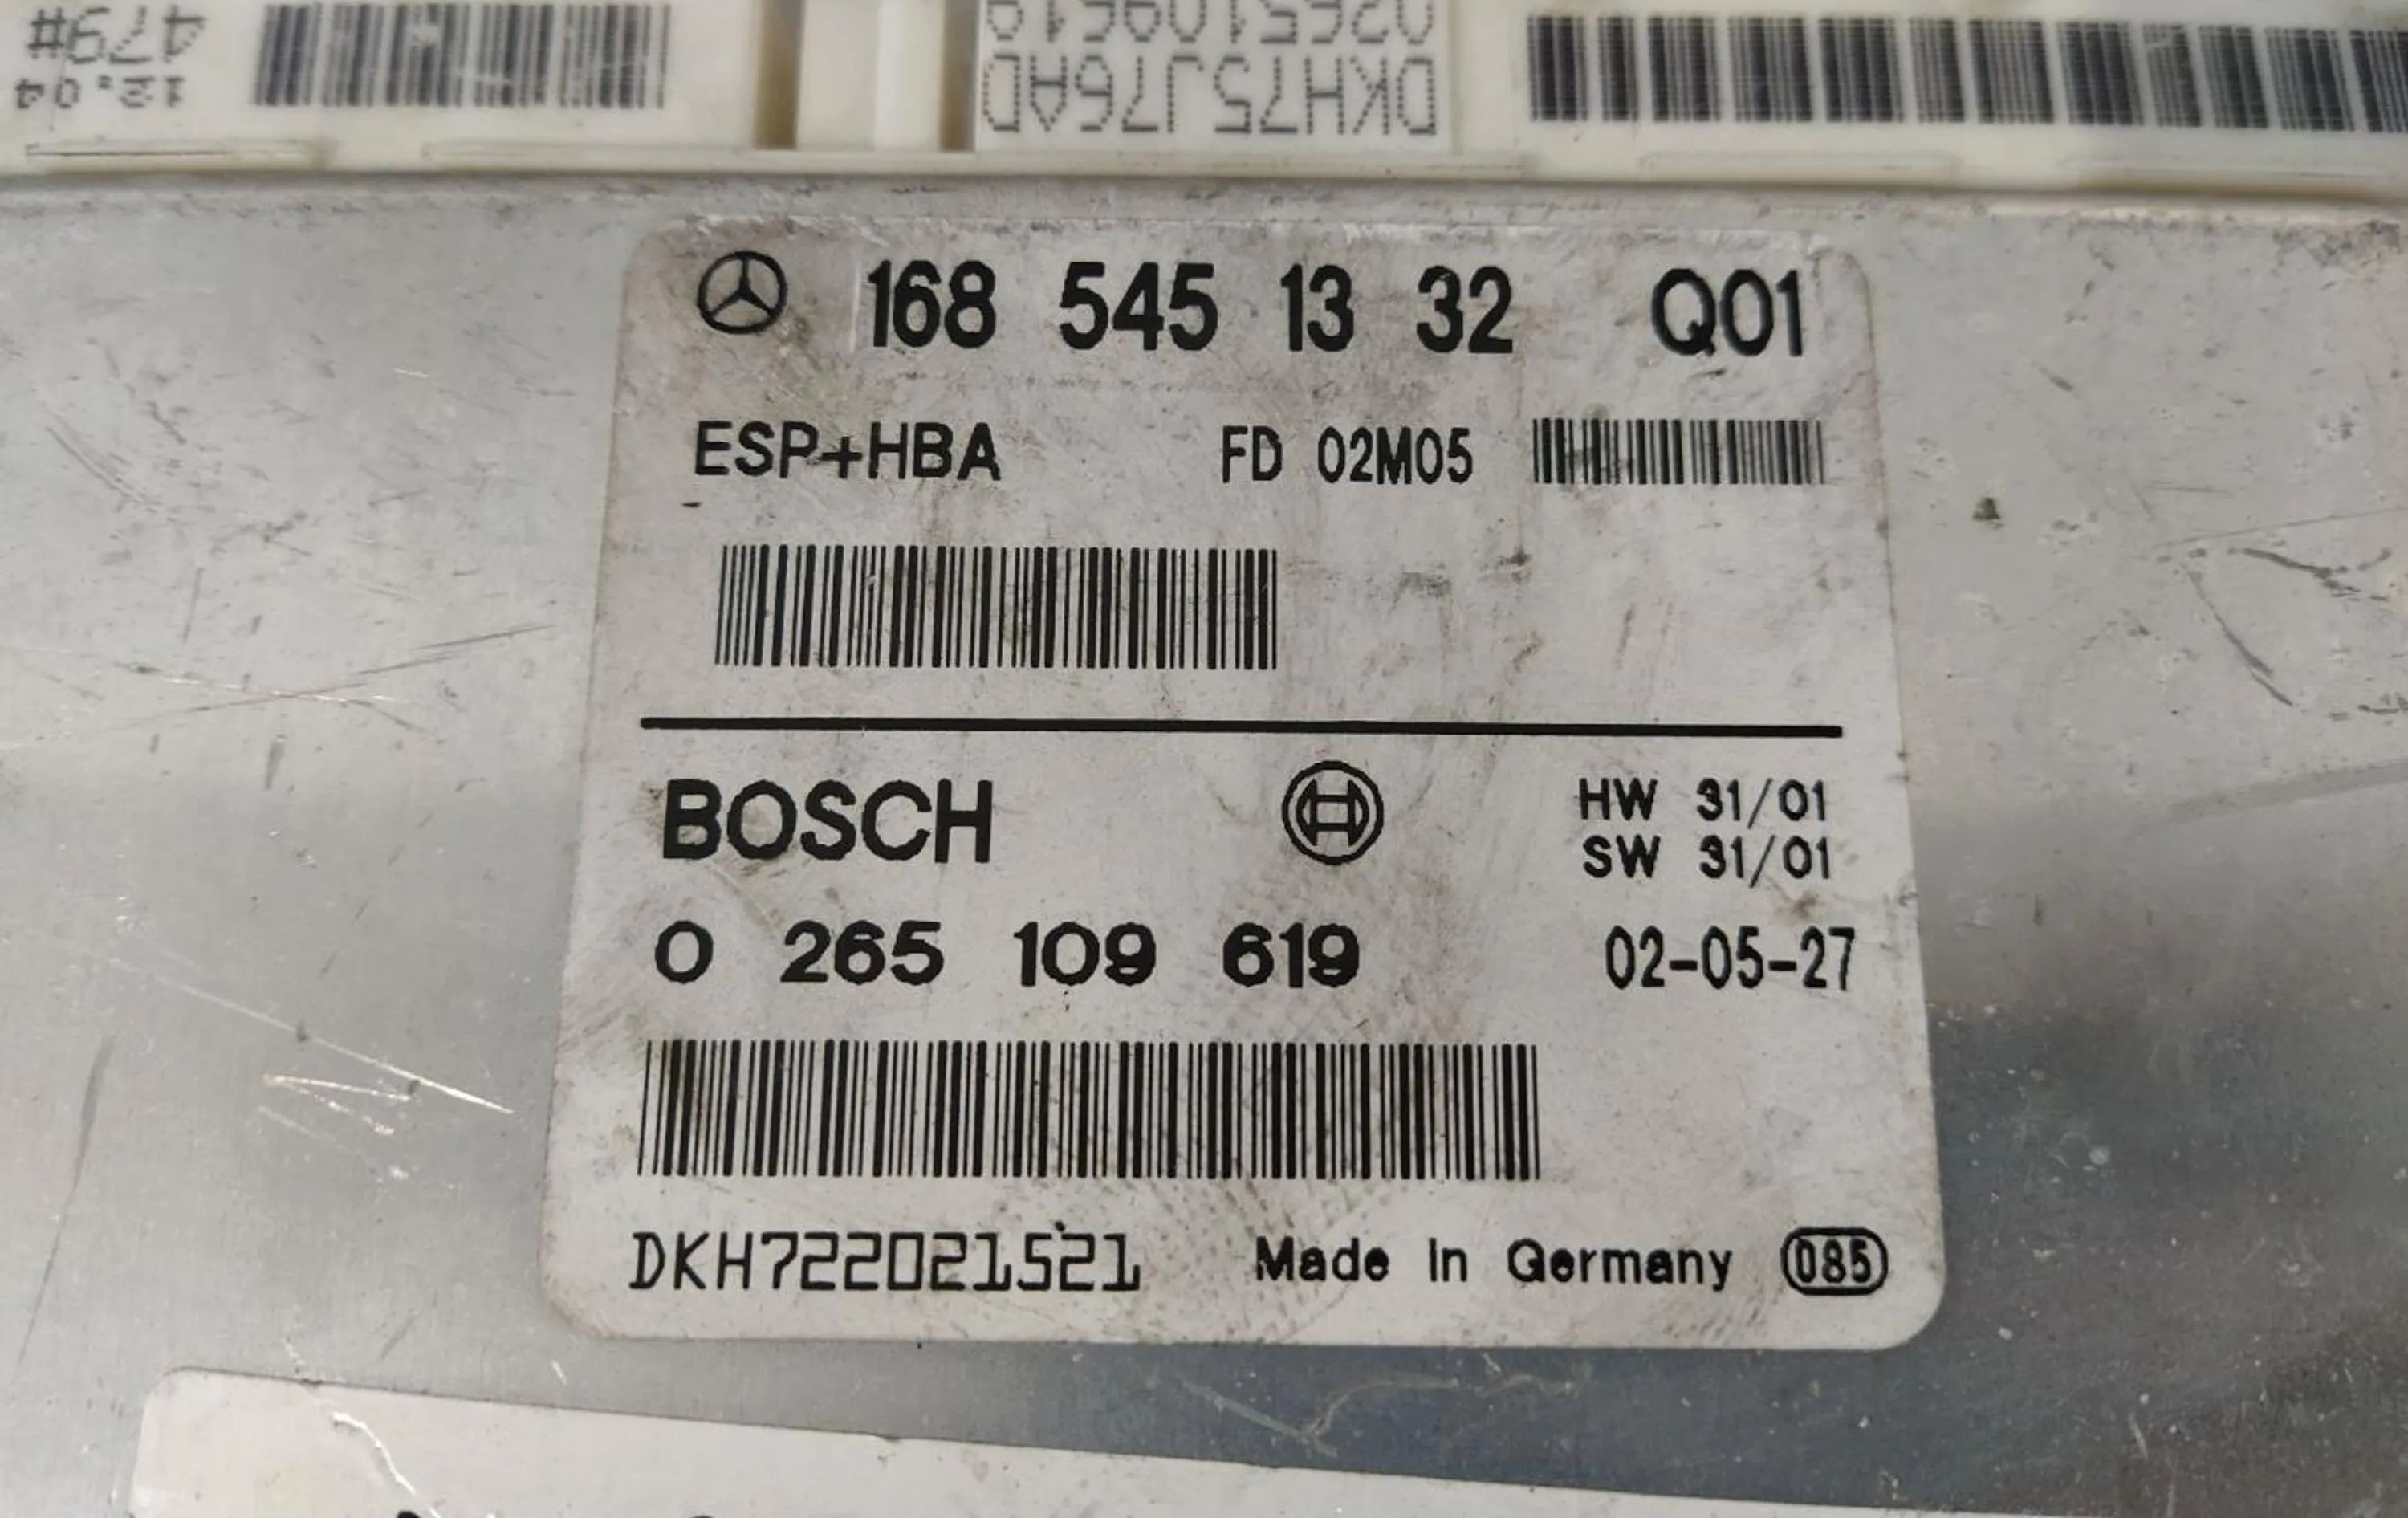 479#
12.04
0265109619
DKH75J76AD
168 545 13 32 Q01
ESP+HBA FD 02M05
BOSCH HW 31/01
SW 31/01
0 265 109 619 02-05-27
DKH722021521 Made In Germany 085